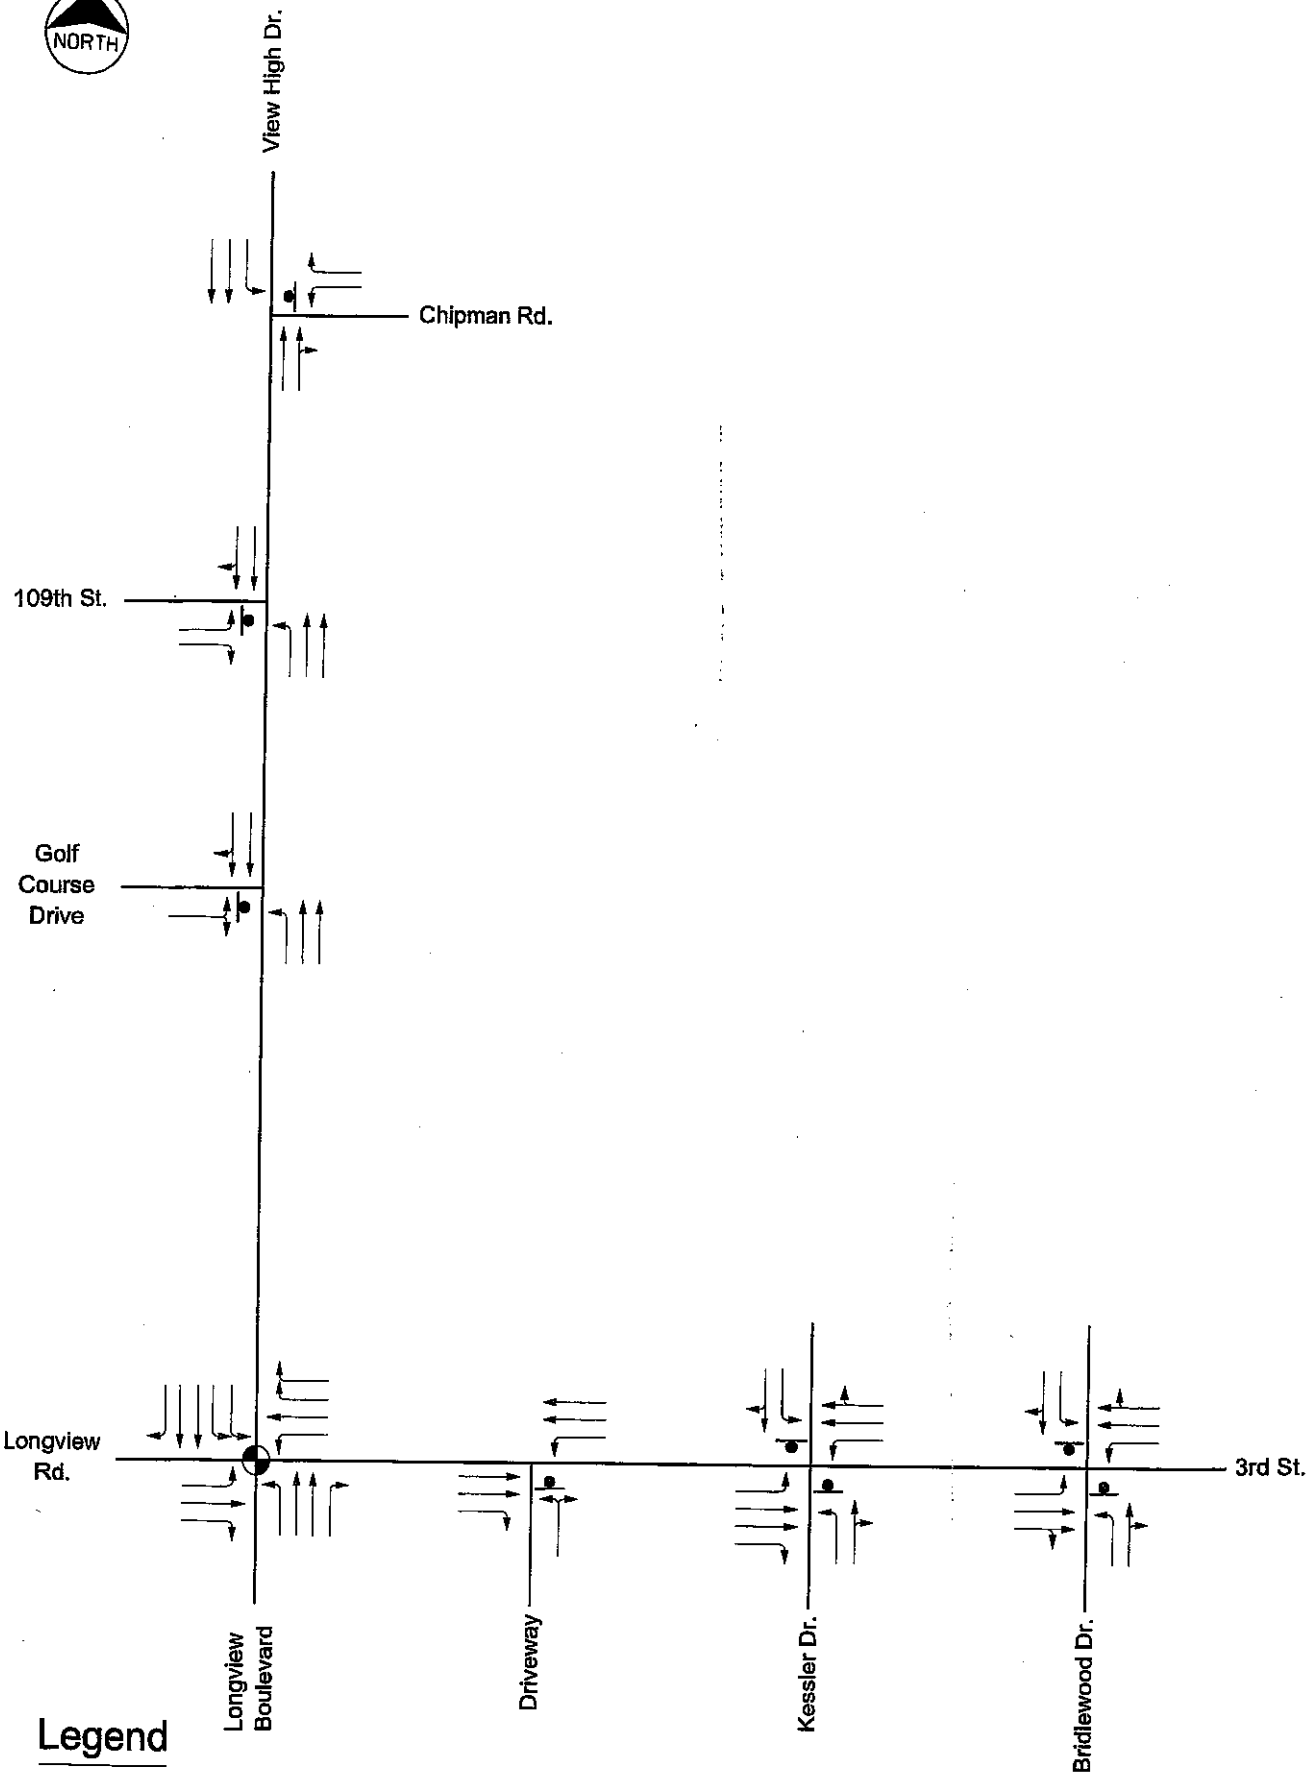 NORTH
View High Dr.
Chipman Rd.
109th St.
Golf
Course
Drive
Longview
Rd.
3rd St.
Longview
Boulevard
Driveway
Kessler Dr.
Bridlewood Dr.
Legend